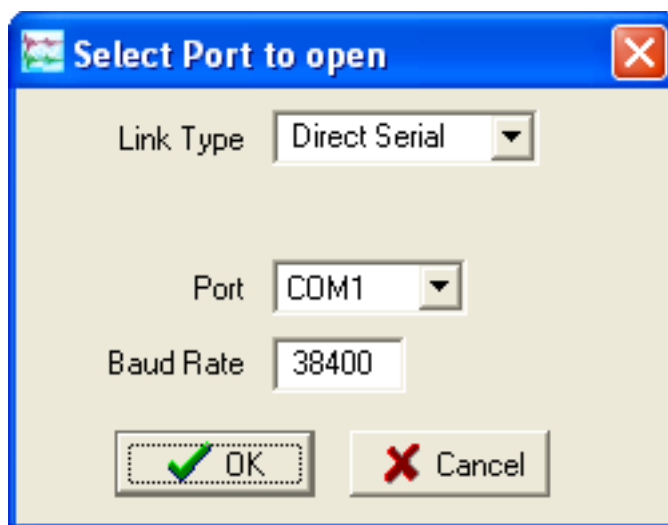 Select Port to open
Link Type Direct Serial
Port COM1
Baud Rate 38400
OK Cancel